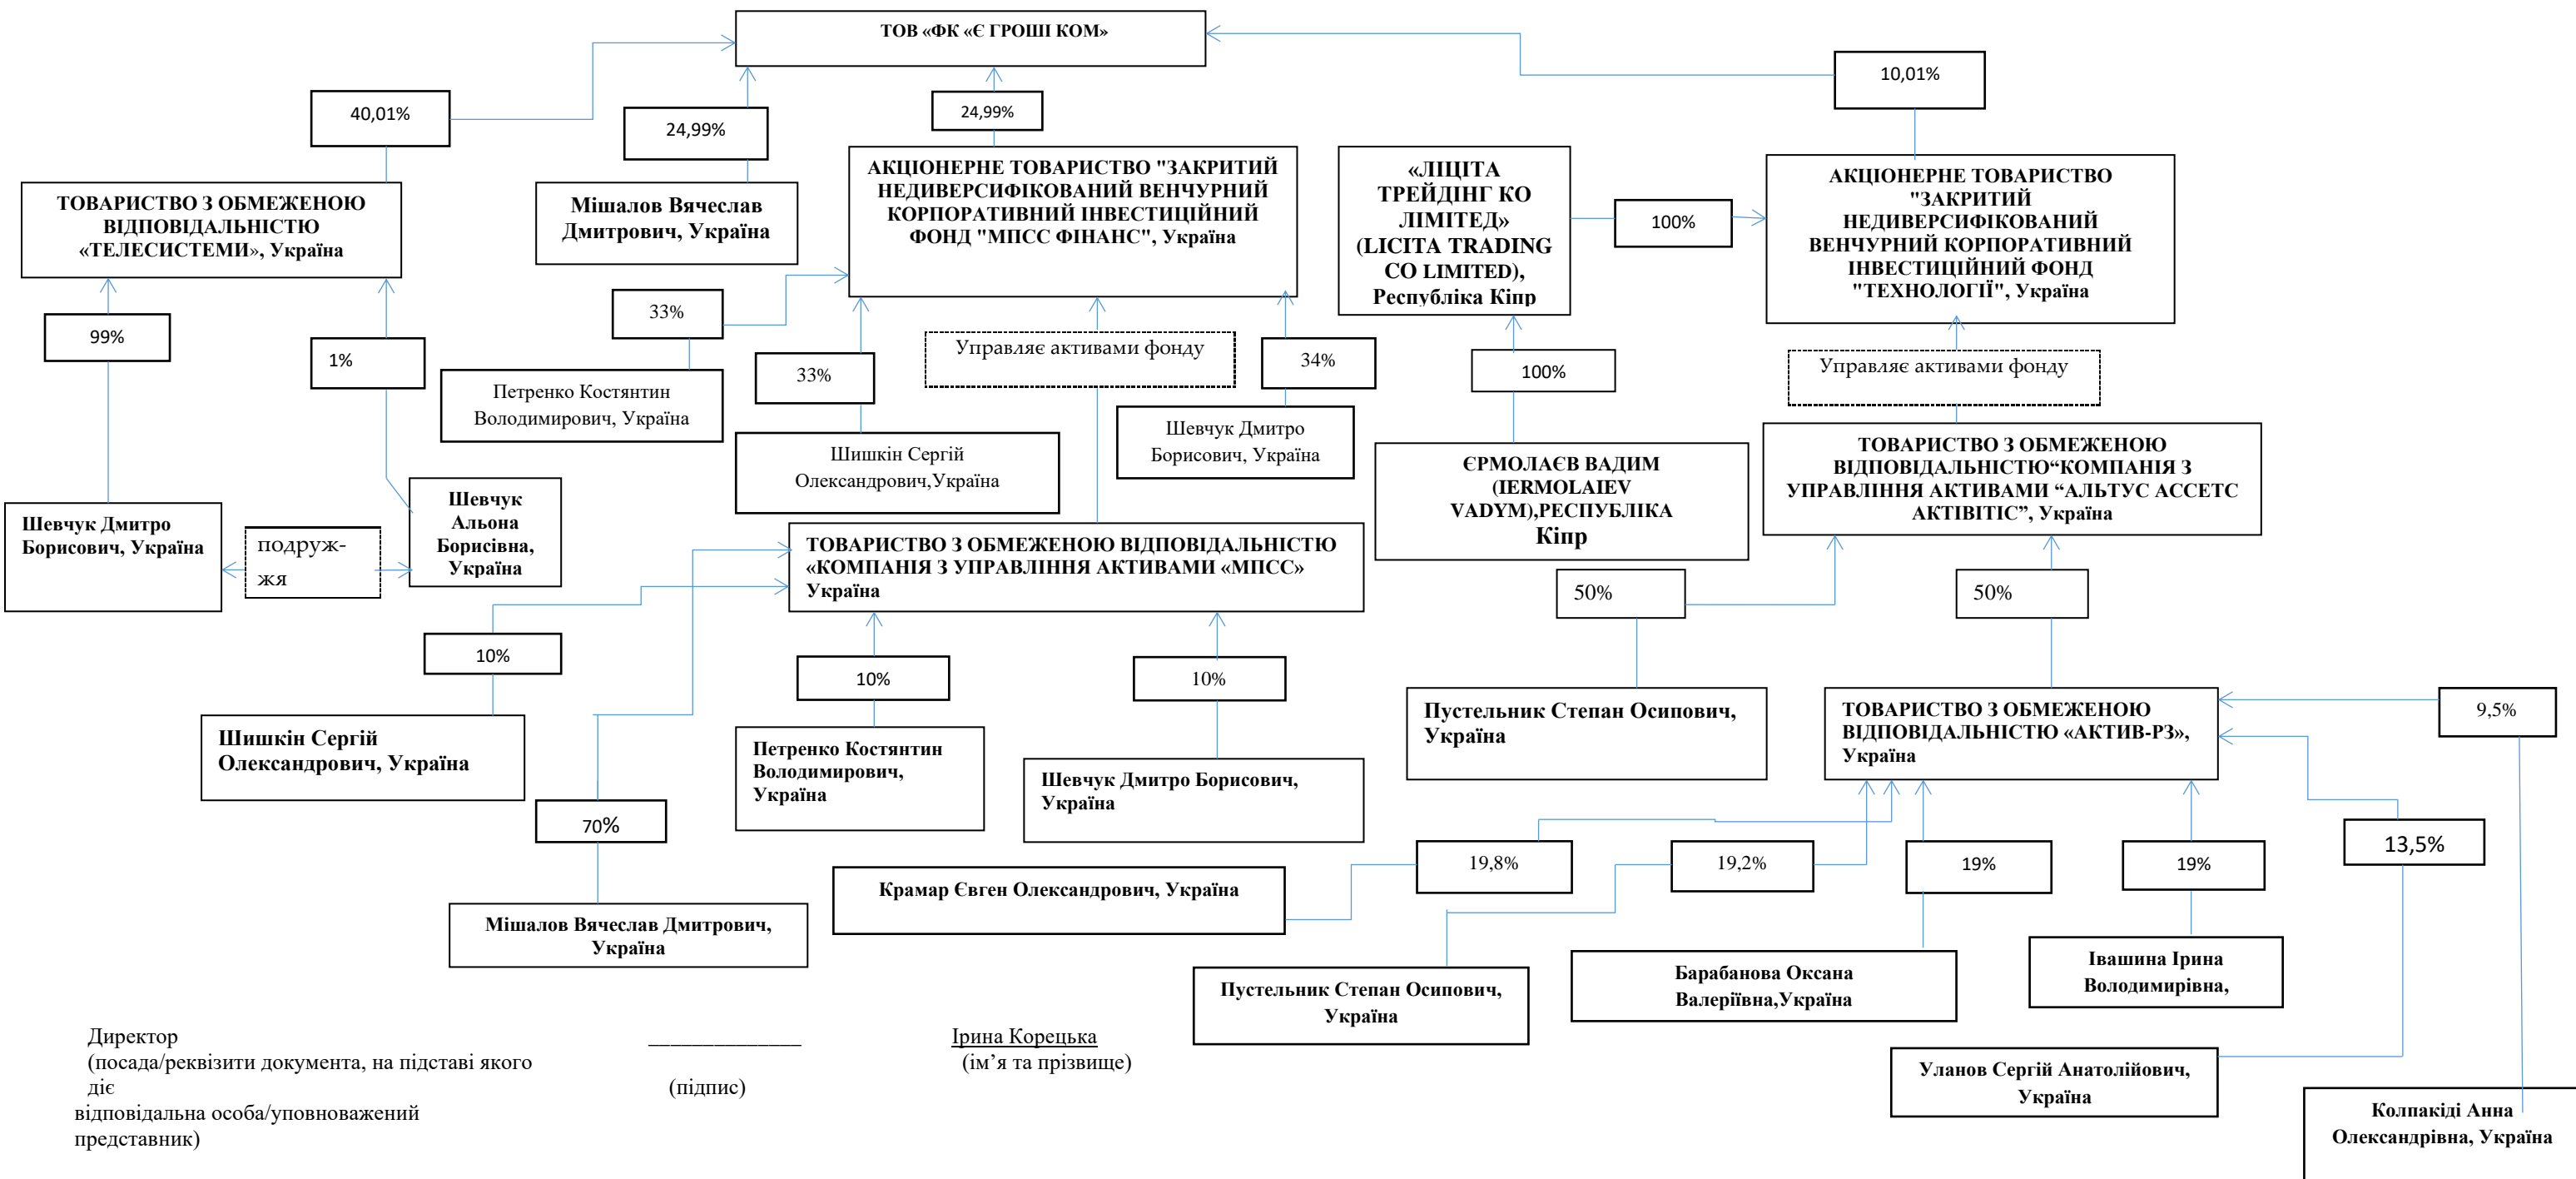 ТОВ «ФК «Є ГРОШІ КОМ»
40,01%
24,99%
24,99%
10,01%
ТОВАРИСТВО З ОБМЕЖЕНОЮ
ВІДПОВІДАЛЬНІСТЮ
«ТЕЛЕСИСТЕМИ», Україна
Мішалов Вячеслав
Дмитрович, Україна
АКЦІОНЕРНЕ ТОВАРИСТВО "ЗАКРИТИЙ
НЕДИВЕРСИФІКОВАНИЙ ВЕНЧУРНИЙ
КОРПОРАТИВНИЙ ІНВЕСТИЦІЙНИЙ
ФОНД "МПСС ФІНАНС", Україна
«ЛІЦІТА
ТРЕЙДІНГ КО
ЛІМІТЕД»
(LICITA TRADING
CO LIMITED),
Республіка Кіпр
100%
АКЦІОНЕРНЕ ТОВАРИСТВО
"ЗАКРИТИЙ
НЕДИВЕРСИФІКОВАНИЙ
ВЕНЧУРНИЙ КОРПОРАТИВНИЙ
ІНВЕСТИЦІЙНИЙ ФОНД
"ТЕХНОЛОГІЇ", Україна
99%
1%
33%
33%
Управляє активами фонду
34%
100%
Управляє активами фонду
Петренко Костянтин
Володимирович, Україна
Шишкін Сергій
Олександрович,Україна
Шевчук Дмитро
Борисович, Україна
ЄРМОЛАЄВ ВАДИМ
(IERMOLAIEV
VADYM),РЕСПУБЛІКА
Кіпр
ТОВАРИСТВО З ОБМЕЖЕНОЮ
ВІДПОВІДАЛЬНІСТЮ“КОМПАНІЯ З
УПРАВЛІННЯ АКТИВАМИ “АЛЬТУС АССЕТС
АКТІВІТІС”, Україна
Шевчук Дмитро
Борисович, Україна
подруж-
жя
Шевчук
Альона
Борисівна,
Україна
ТОВАРИСТВО З ОБМЕЖЕНОЮ ВІДПОВІДАЛЬНІСТЮ
«КОМПАНІЯ З УПРАВЛІННЯ АКТИВАМИ «МПСС»
Україна
50%
50%
10%
10%
10%
Шишкін Сергій
Олександрович, Україна
70%
Петренко Костянтин
Володимирович,
Україна
Шевчук Дмитро Борисович,
Україна
Пустельник Степан Осипович,
Україна
ТОВАРИСТВО З ОБМЕЖЕНОЮ
ВІДПОВІДАЛЬНІСТЮ «АКТИВ-РЗ»,
Україна
9,5%
19,8%
19,2%
19%
19%
13,5%
Крамар Євген Олександрович, Україна
Мішалов Вячеслав Дмитрович,
Україна
Пустельник Степан Осипович,
Україна
Барабанова Оксана
Валеріївна,Україна
Івашина Ірина
Володимирівна,
Уланов Сергій Анатолійович,
Україна
Колпакіді Анна
Олександрівна, Україна
Директор ______________ Ірина Корецька
(посада/реквізити документа, на підставі якого (ім’я та прізвище)
діє (підпис)
відповідальна особа/уповноважений
представник)